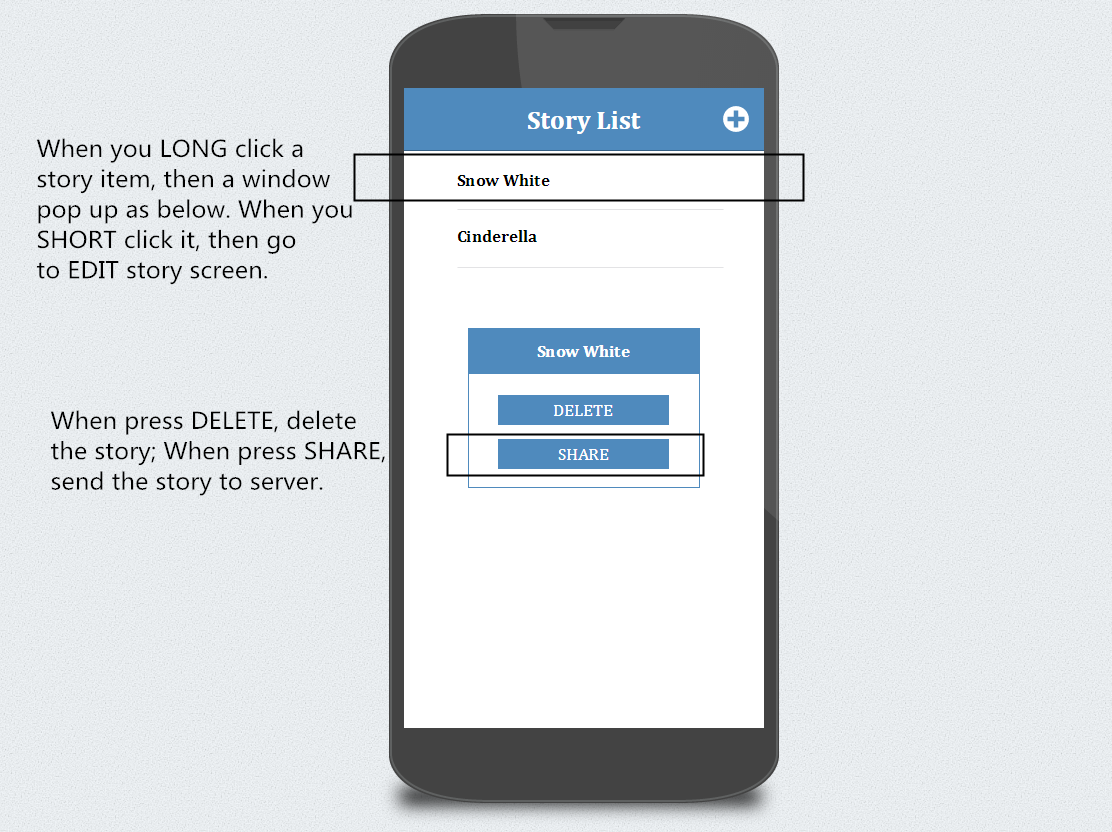 Story List
When you LONG click a
story item, then a window
pop up as below. When you
SHORT click it, then go
to EDIT story screen.
Snow White
Cinderella
Snow White
DELETE
SHARE
When press DELETE, delete
the story; When press SHARE,
send the story to server.